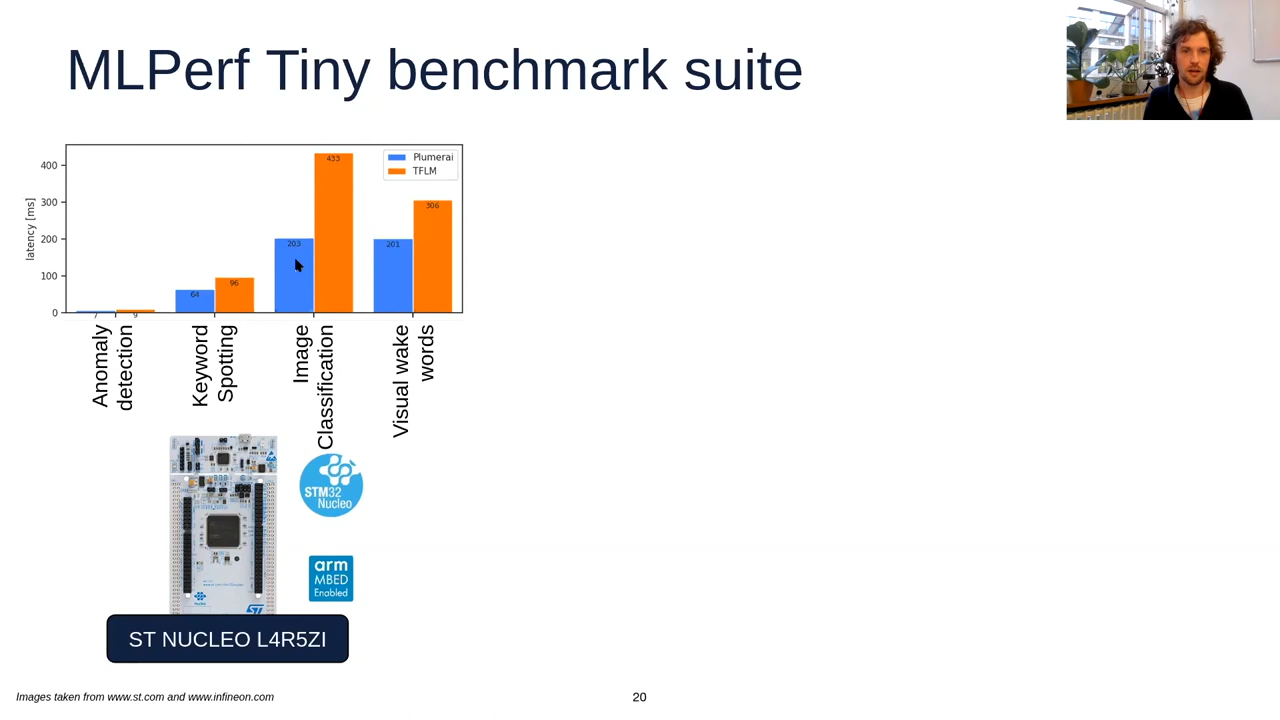 MLPerf Tiny benchmark suite
400
300
200
100
0
latency [ms]
Plumerai
TFLM
7
9
64
96
203
433
201
306
Anomaly
detection
Keyword
Spotting
Image
Classification
Visual wake
words
STM32
Nucleo
arm
MBED
Enabled
ST NUCLEO L4R5ZI
Images taken from www.st.com and www.infineon.com
20